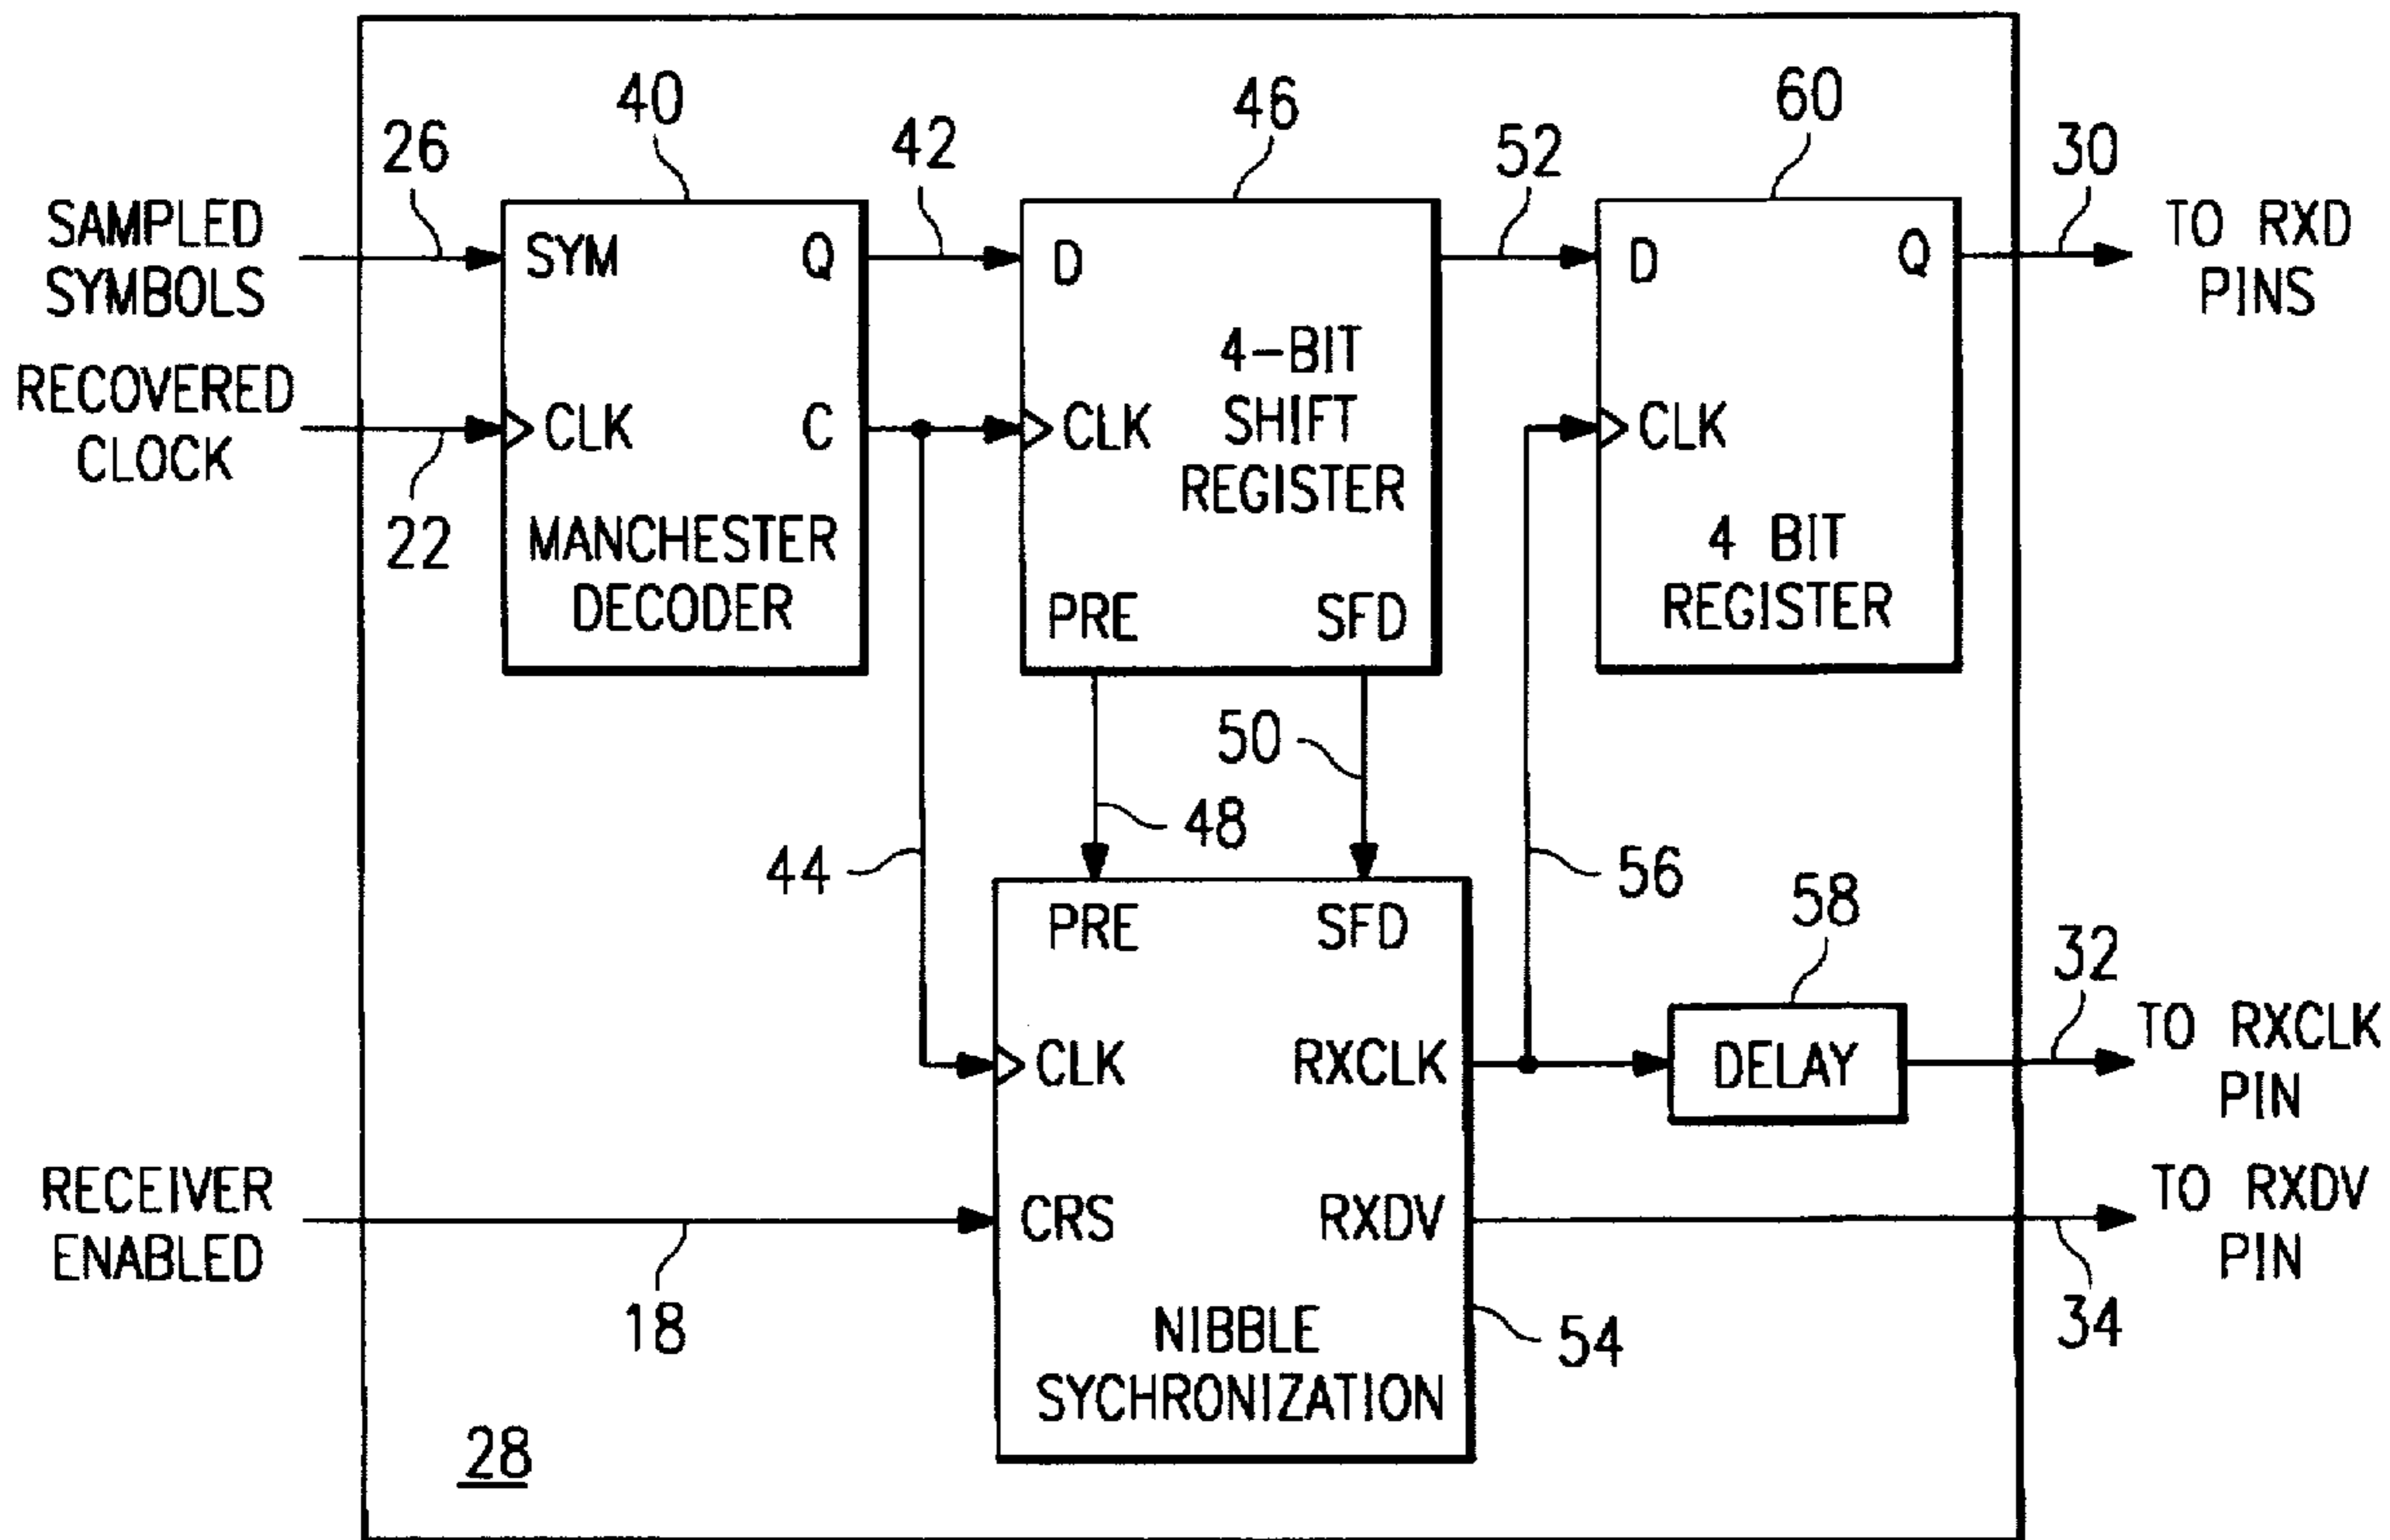 40
46
60
26
42
52
30
SAMPLED
SYMBOLS
SYM
Q
D
D
Q
TO RXD
PINS
RECOVERED
CLOCK
CLK
C
CLK
4-BIT
SHIFT
REGISTER
CLK
22
MANCHESTER
DECODER
4 BIT
REGISTER
PRE
SFD
50
48
44
56
58
PRE
SFD
32
CLK
RXCLK
DELAY
TO RXCLK
PIN
RECEIVER
ENABLED
CRS
RXDV
TO RXDV
PIN
18
34
NIBBLE
SYCHRONIZATION
54
28